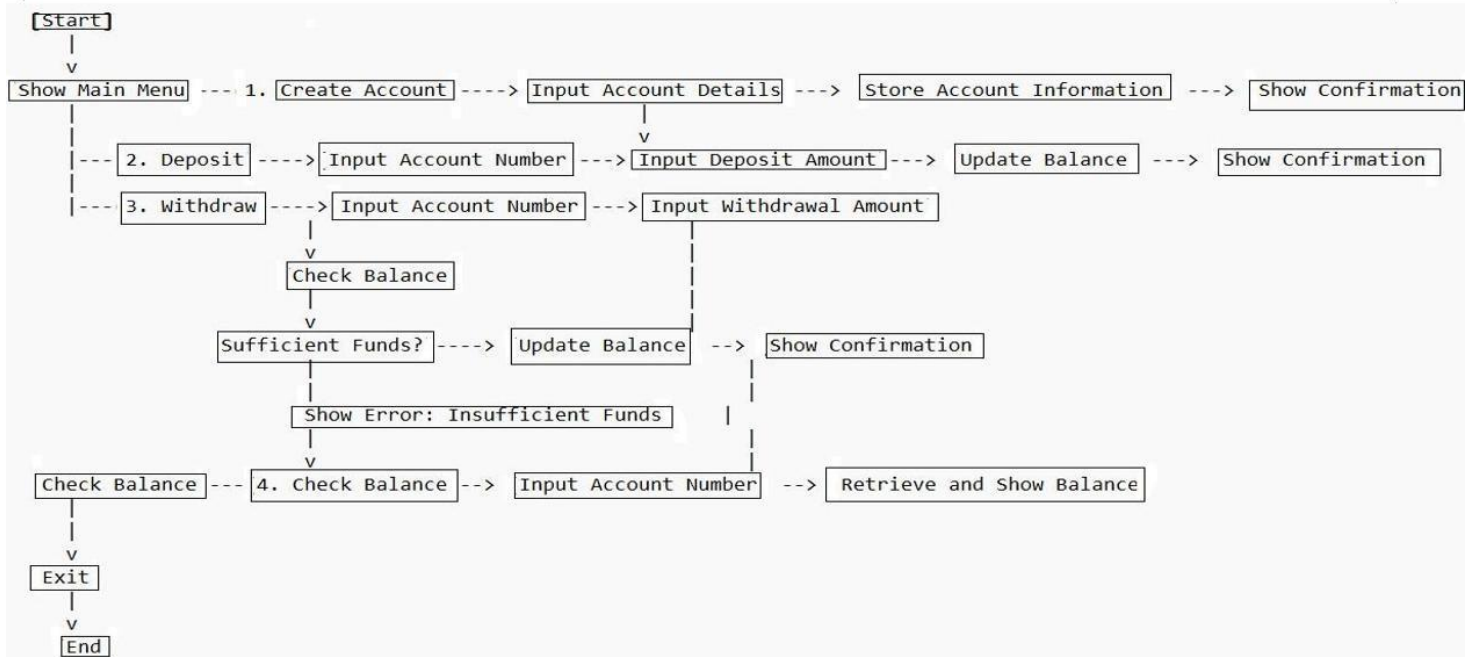 [Start]
|
v
Show Main Menu --- 1. Create Account ----> Input Account Details ---> Store Account Information ---> Show Confirmation
| |
| v
|--- 2. Deposit ----> Input Account Number ---> Input Deposit Amount ---> Update Balance ---> Show Confirmation
|
|--- 3. Withdraw ----> Input Account Number ---> Input Withdrawal Amount
| |
v |
Check Balance |
| |
v |
Sufficient Funds? ----> Update Balance --> Show Confirmation
| |
| |
Show Error: Insufficient Funds |
| |
v |
Check Balance --- 4. Check Balance --> Input Account Number --> Retrieve and Show Balance
|
|
v
Exit
|
v
End